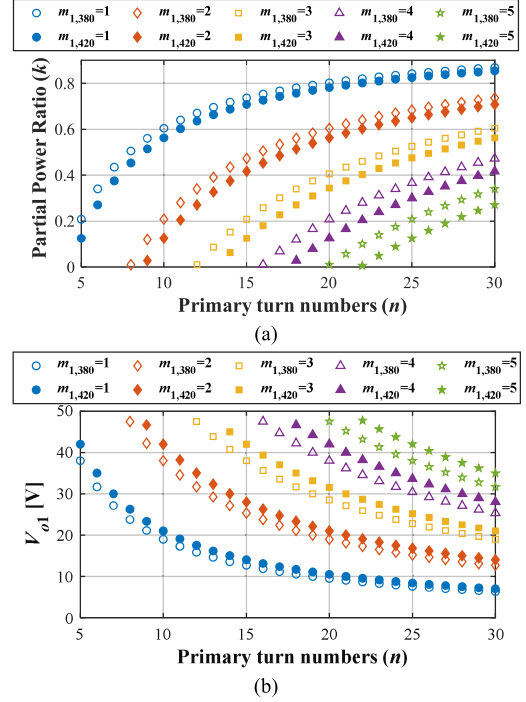 m1,380=1 m1,380=2 m1,380=3 m1,380=4 m1,380=5
m1,420=1 m1,420=2 m1,420=3 m1,420=4 m1,420=5
Partial Power Ratio (k)
0.8
0.6
0.4
0.2
0
5 10 15 20 25 30
Primary turn numbers (n)
(a)
m1,380=1 m1,380=2 m1,380=3 m1,380=4 m1,380=5
m1,420=1 m1,420=2 m1,420=3 m1,420=4 m1,420=5
Vo1 [V]
50
40
30
20
10
0
5 10 15 20 25 30
Primary turn numbers (n)
(b)